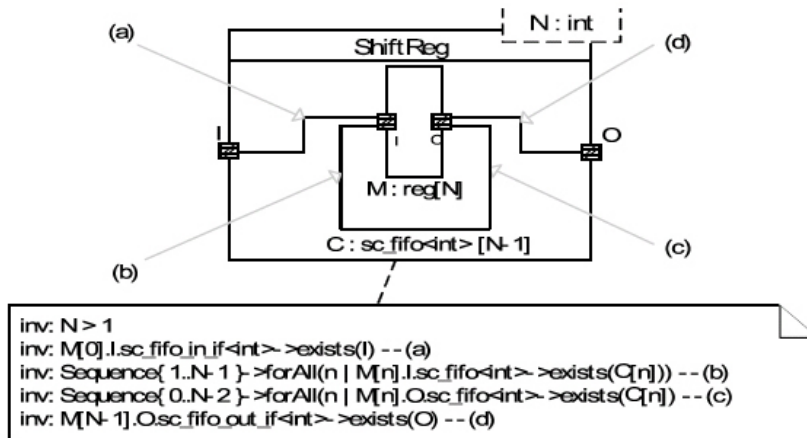 (a)
N : int
(d)
ShiftReg
I
O
I
O
M : reg[N]
C : sc_fifo<int> [N-1]
(b)
(c)
inv: N > 1
inv: M[0].I.sc_fifo_in_if<int>->exists(I) --(a)
inv: Sequence{ 1..N-1 }->forAll(n | M[n].I.sc_fifo<int>->exists(C[n])) --(b)
inv: Sequence{ 0..N-2 }->forAll(n | M[n].O.sc_fifo<int>->exists(C[n]) --(c)
inv: M[N-1].O.sc_fifo_out_if<int>->exists(O) --(d)